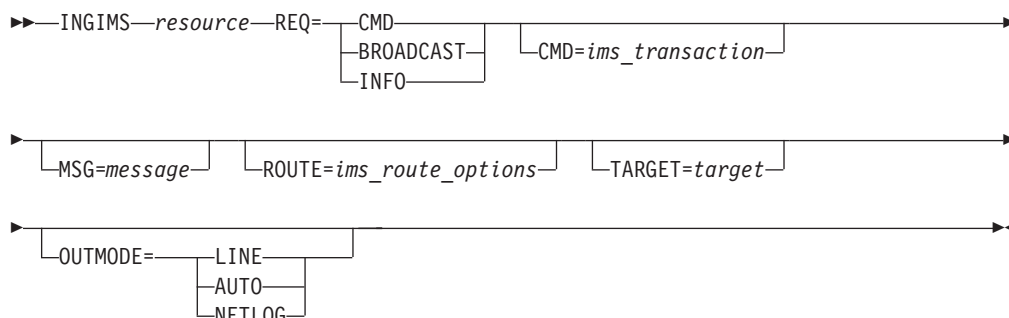 INGIMS resource REQ= CMD
BROADCAST CMD=ims_transaction
INFO
MSG=message ROUTE=ims_route_options TARGET=target
OUTMODE= LINE
AUTO
NETLOG